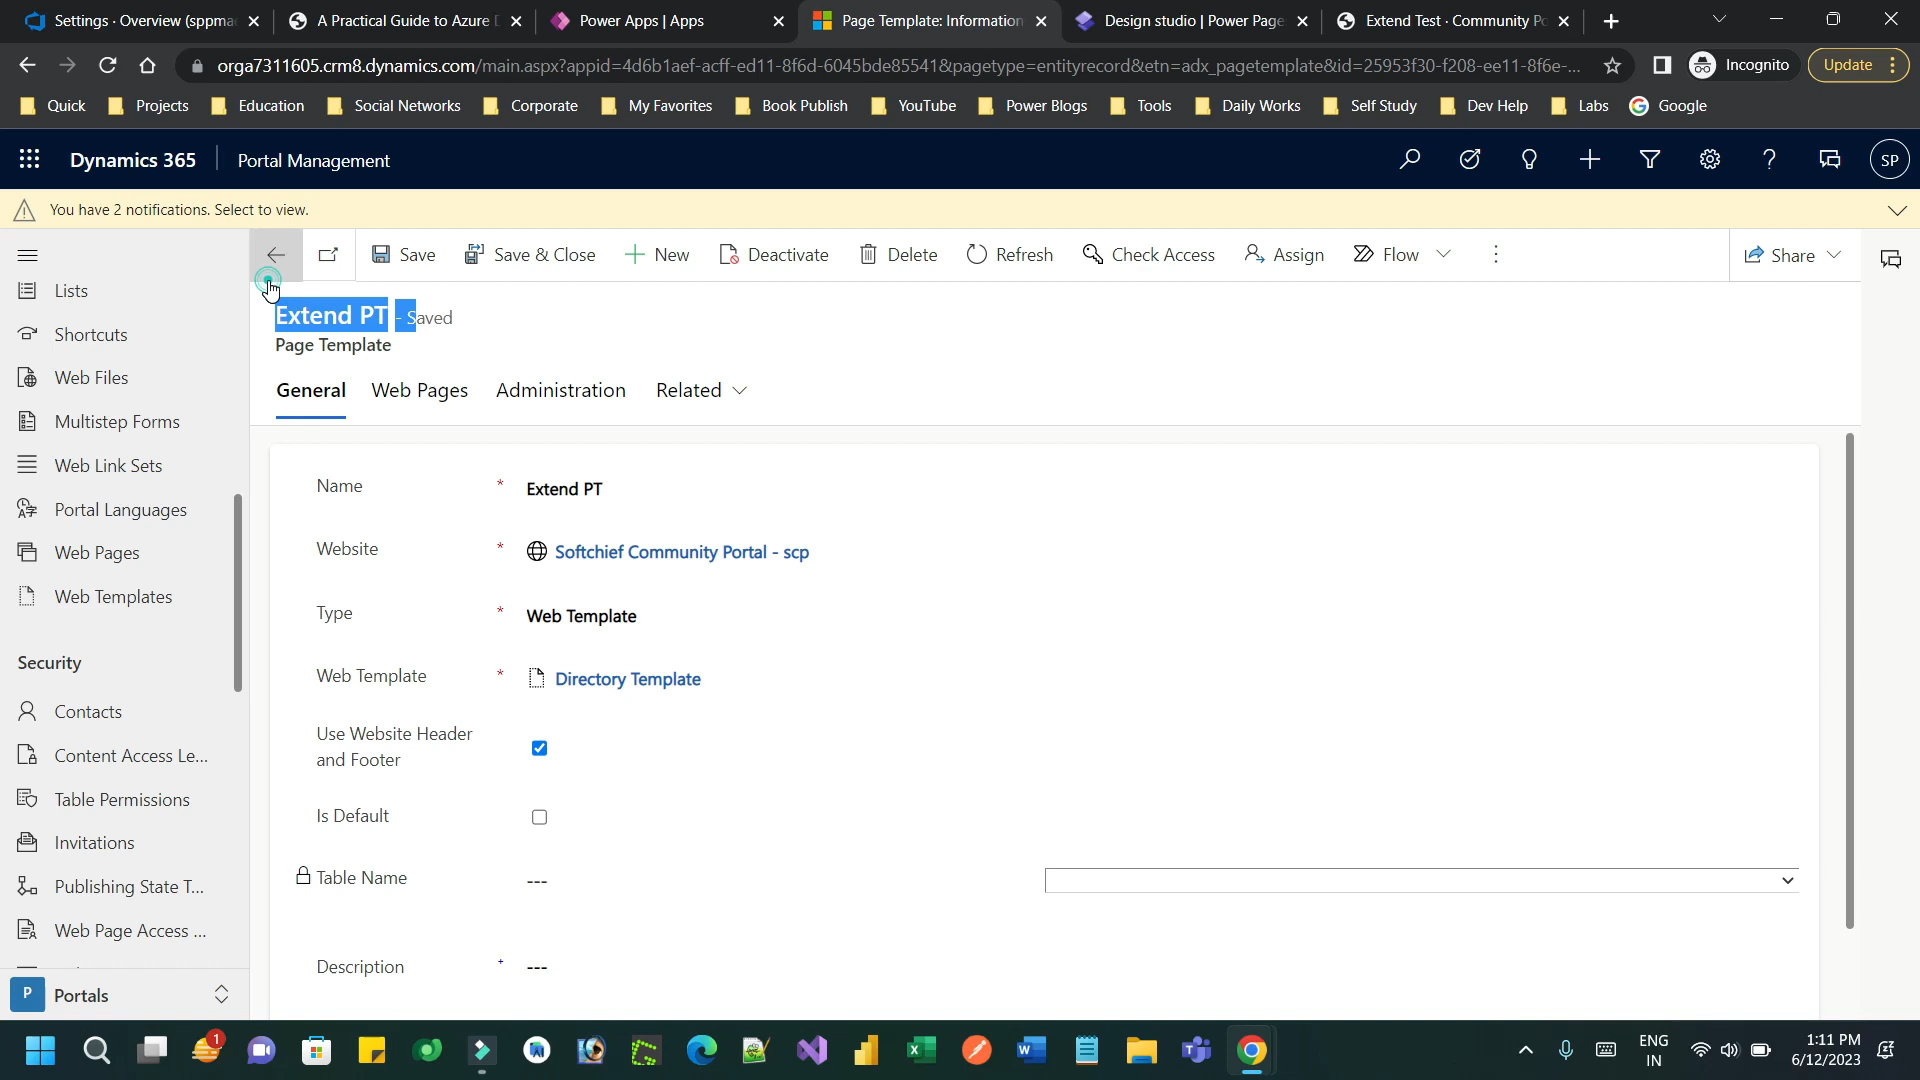 Settings · Overview (sppma
A Practical Guide to Azure D
Power Apps | Apps
Page Template: Information
Design studio | Power Page
Extend Test · Community Po
orga7311605.crm8.dynamics.com/main.aspx?appid=4d6b1aef-acff-ed11-8f6d-6045bde85541&pagetype=entityrecord&etn=adx_pagetemplate&id=25953f30-f208-ee11-8f6e-...
Incognito
Update
Quick
Projects
Education
Social Networks
Corporate
My Favorites
Book Publish
YouTube
Power Blogs
Tools
Daily Works
Self Study
Dev Help
Labs
Google
Dynamics 365
Portal Management
SP
You have 2 notifications. Select to view.
Save
Save & Close
New
Deactivate
Delete
Refresh
Check Access
Assign
Flow
Share
Lists
Shortcuts
Web Files
Multistep Forms
Web Link Sets
Portal Languages
Web Pages
Web Templates
Security
Contacts
Content Access Le...
Table Permissions
Invitations
Publishing State T...
Web Page Access ...
P
Portals
Extend PT - Saved
Page Template
General
Web Pages
Administration
Related
Name * Extend PT
Website * Softchief Community Portal - scp
Type * Web Template
Web Template * Directory Template
Use Website Header
and Footer
Is Default
Table Name ---
Description + ---
1
ENG
IN
1:11 PM
6/12/2023